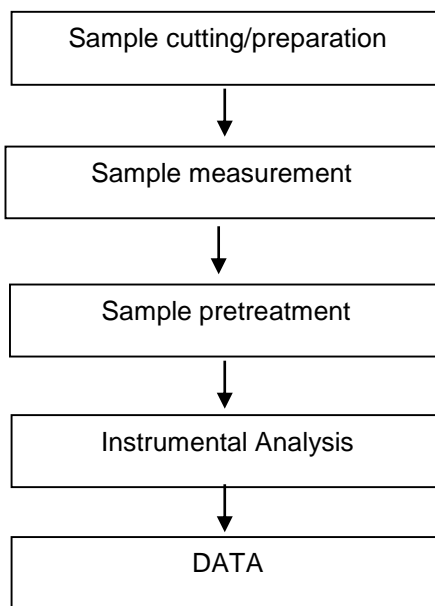 Sample cutting/preparation
Sample measurement
Sample pretreatment
Instrumental Analysis
DATA